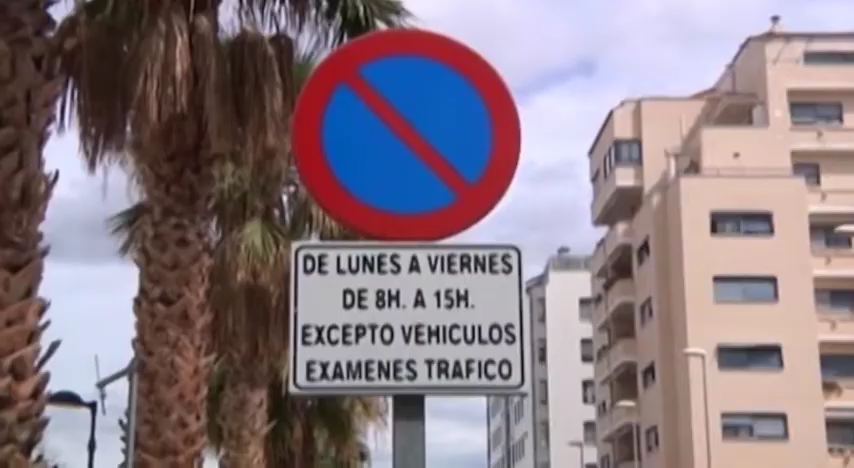 DE LUNES A VIERNES
DE 8H. A 15H.
EXCEPTO VEHICULOS
EXAMENES TRAFICO